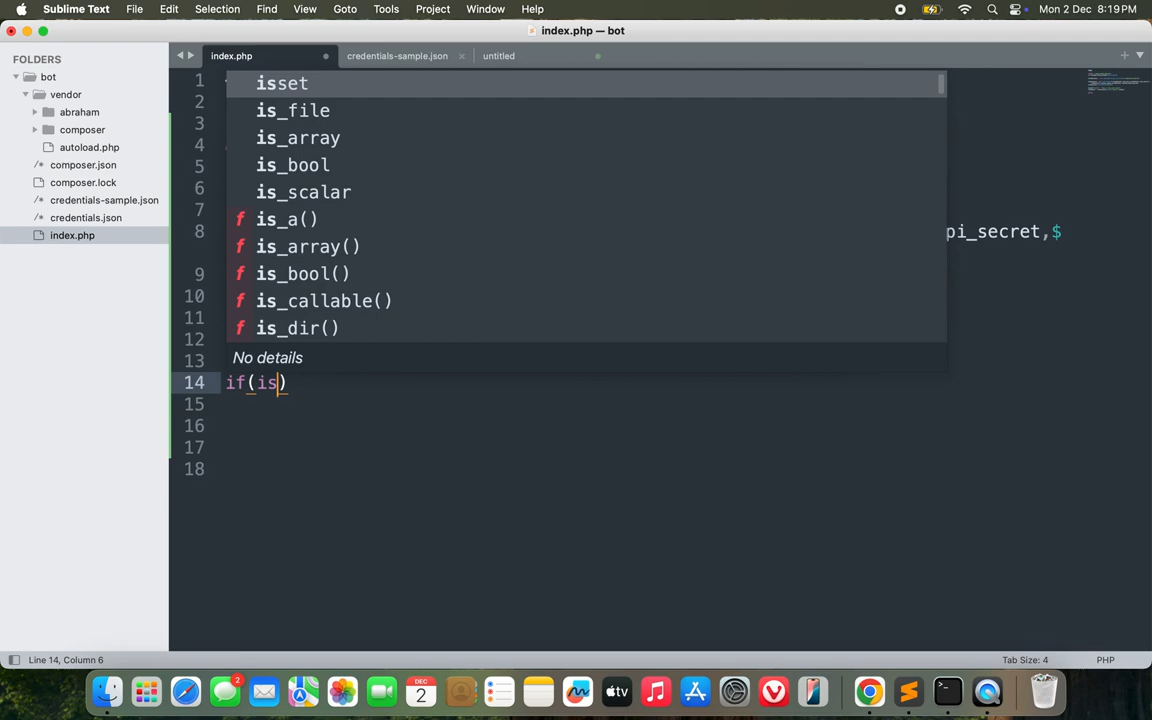 Sublime Text File Edit Selection Find View Goto Tools Project Window Help Mon 2 Dec 8:19 PM
index.php — bot
FOLDERS
bot
vendor
abraham
composer
autoload.php
/* composer.json
composer.lock
/* credentials-sample.json
/* credentials.json
index.php
index.php credentials-sample.json untitled
1
2
3
4
5
6
7
8 pi_secret,$
9
10
11
12
13
14 if(is)
15
16
17
18
isset
is_file
is_array
is_bool
is_scalar
f is_a()
f is_array()
f is_bool()
f is_callable()
f is_dir()
No details
Line 14, Column 6 Tab Size: 4 PHP
2
DEC
2
tv